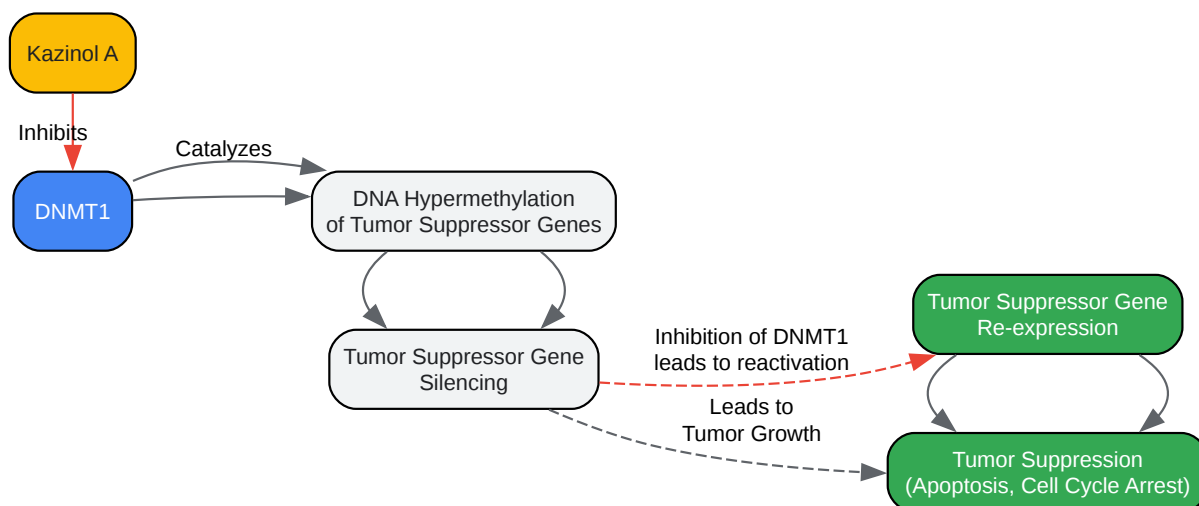 Kazinol A
Inhibits
Catalyzes
DNMT1
DNA Hypermethylation
of Tumor Suppressor Genes
Tumor Suppressor Gene
Silencing
Inhibition of DNMT1
leads to reactivation
Tumor Suppressor Gene
Re-expression
Leads to
Tumor Growth
Tumor Suppression
(Apoptosis, Cell Cycle Arrest)